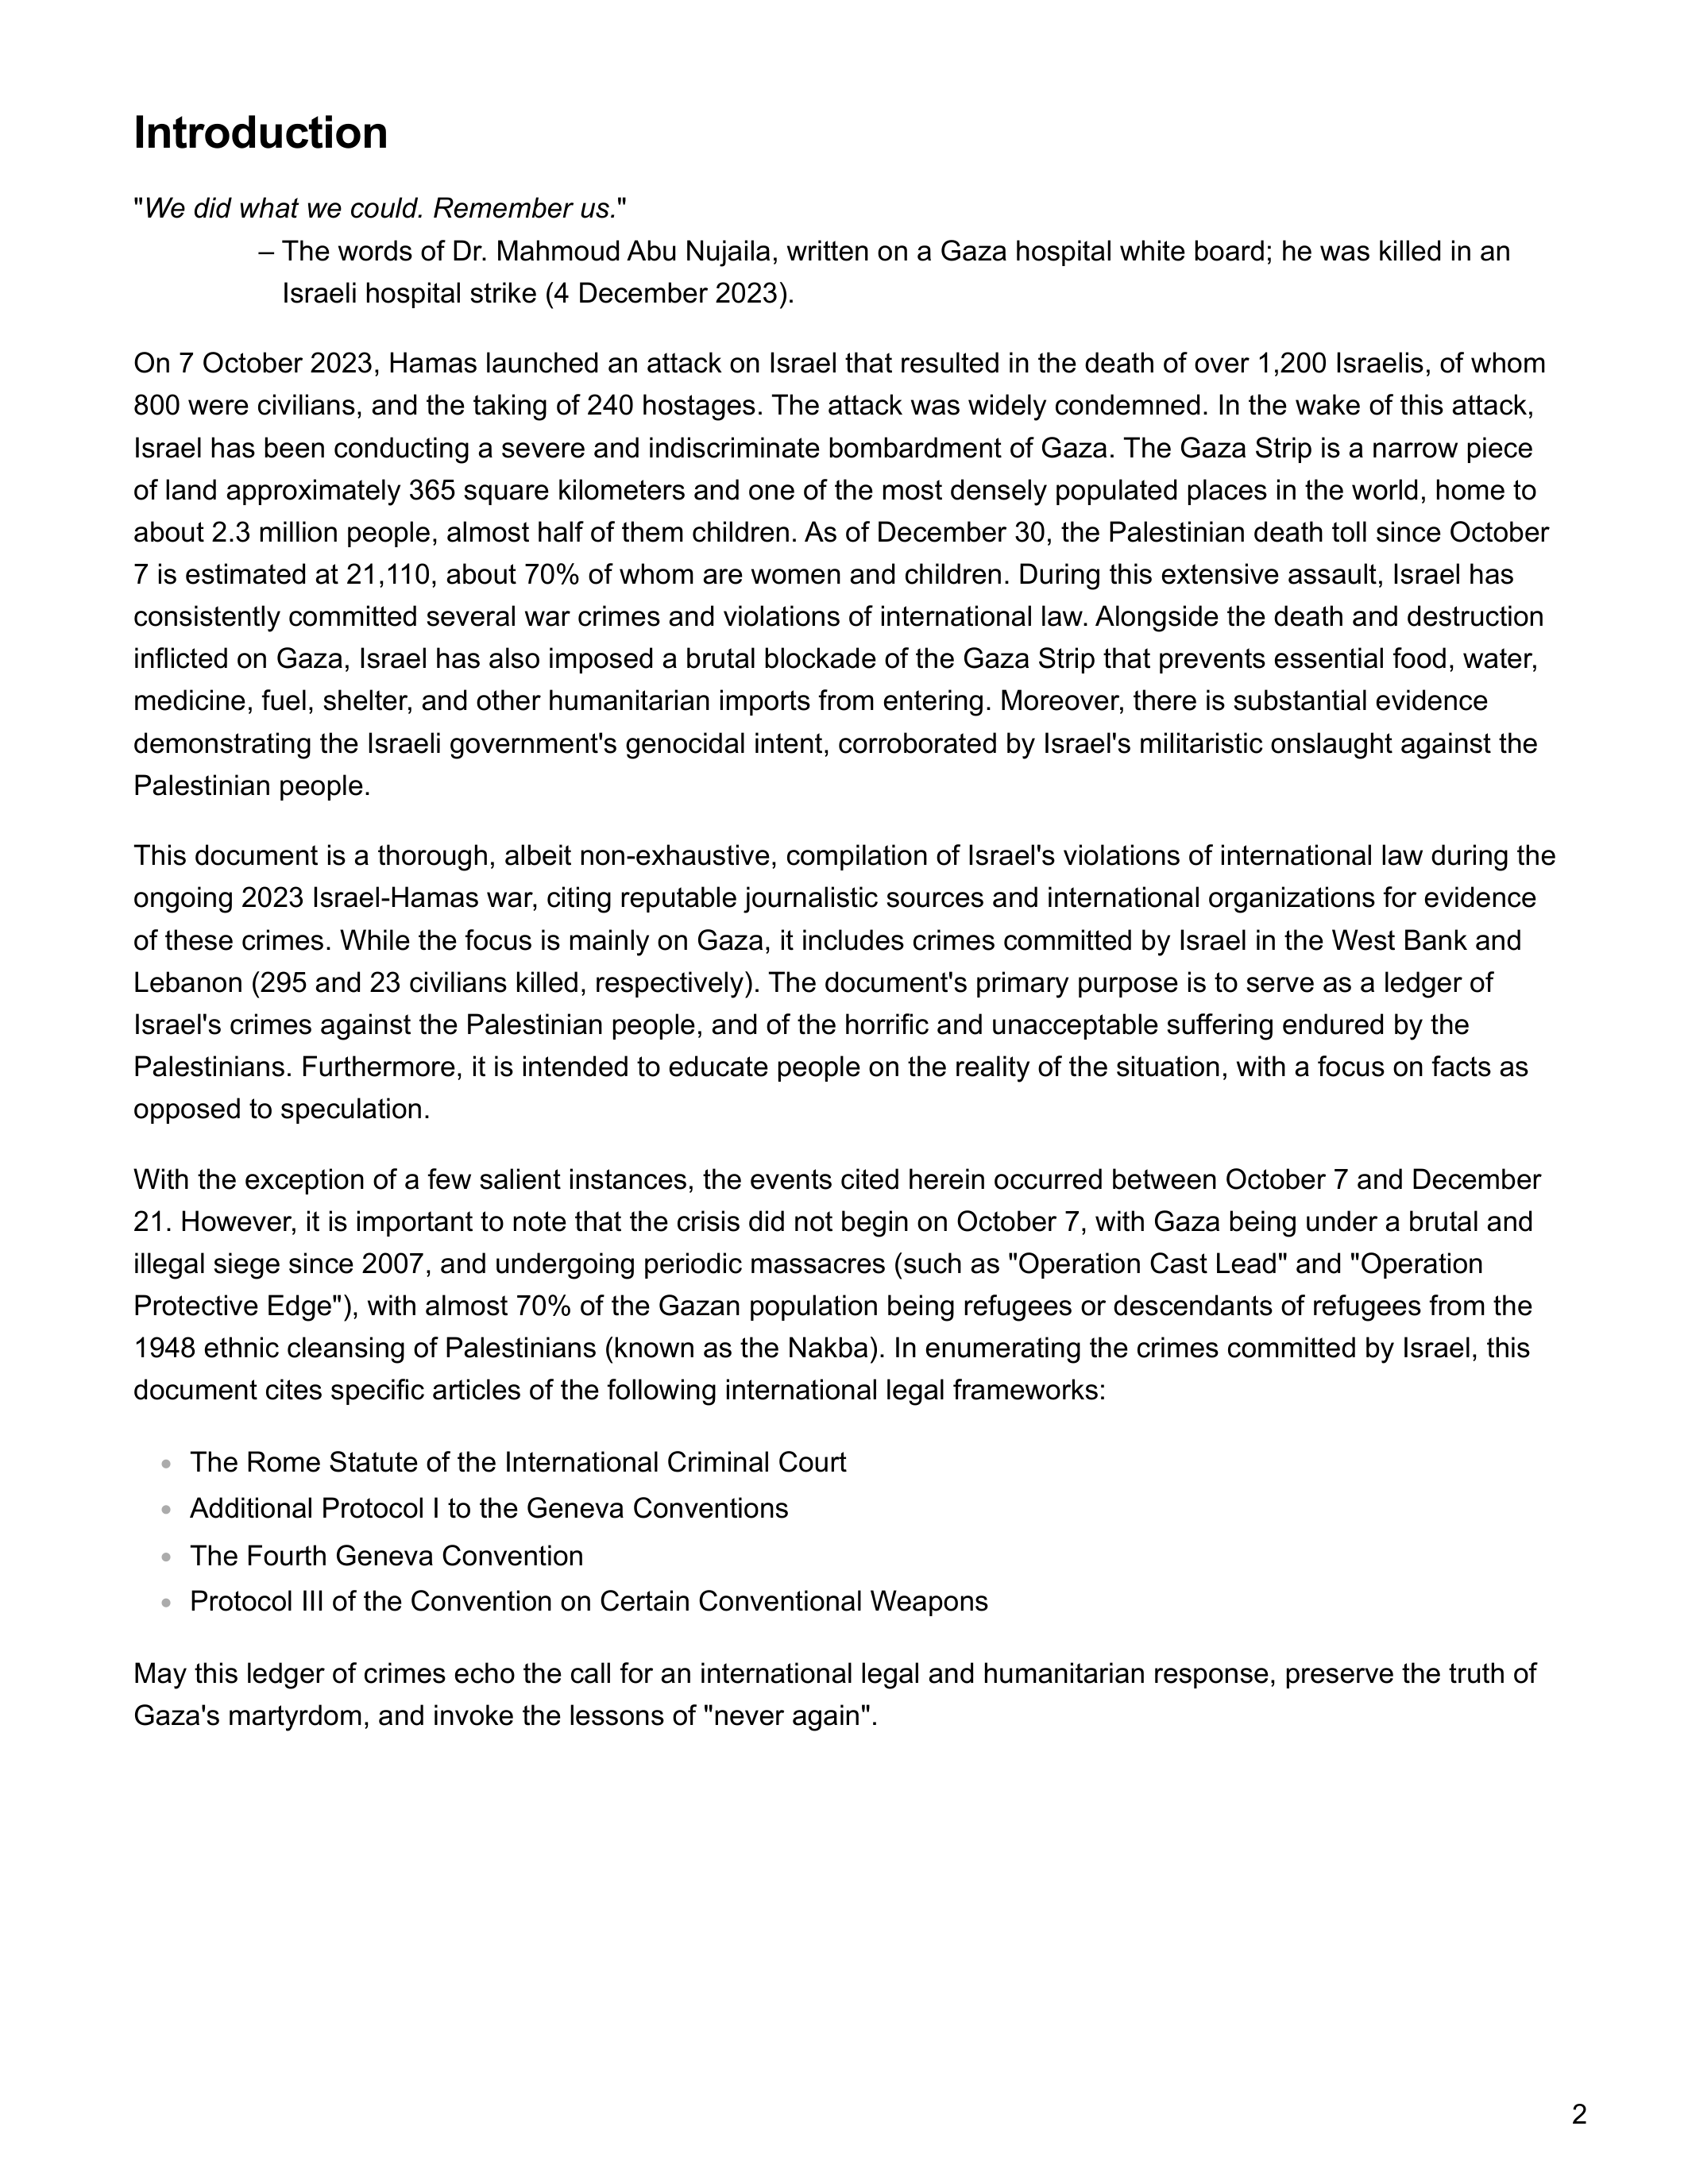 Introduction
"We did what we could. Remember us."
– The words of Dr. Mahmoud Abu Nujaila, written on a Gaza hospital white board; he was killed in an
Israeli hospital strike (4 December 2023).
On 7 October 2023, Hamas launched an attack on Israel that resulted in the death of over 1,200 Israelis, of whom
800 were civilians, and the taking of 240 hostages. The attack was widely condemned. In the wake of this attack,
Israel has been conducting a severe and indiscriminate bombardment of Gaza. The Gaza Strip is a narrow piece
of land approximately 365 square kilometers and one of the most densely populated places in the world, home to
about 2.3 million people, almost half of them children. As of December 30, the Palestinian death toll since October
7 is estimated at 21,110, about 70% of whom are women and children. During this extensive assault, Israel has
consistently committed several war crimes and violations of international law. Alongside the death and destruction
inflicted on Gaza, Israel has also imposed a brutal blockade of the Gaza Strip that prevents essential food, water,
medicine, fuel, shelter, and other humanitarian imports from entering. Moreover, there is substantial evidence
demonstrating the Israeli government's genocidal intent, corroborated by Israel's militaristic onslaught against the
Palestinian people.
This document is a thorough, albeit non-exhaustive, compilation of Israel's violations of international law during the
ongoing 2023 Israel-Hamas war, citing reputable journalistic sources and international organizations for evidence
of these crimes. While the focus is mainly on Gaza, it includes crimes committed by Israel in the West Bank and
Lebanon (295 and 23 civilians killed, respectively). The document's primary purpose is to serve as a ledger of
Israel's crimes against the Palestinian people, and of the horrific and unacceptable suffering endured by the
Palestinians. Furthermore, it is intended to educate people on the reality of the situation, with a focus on facts as
opposed to speculation.
With the exception of a few salient instances, the events cited herein occurred between October 7 and December
21. However, it is important to note that the crisis did not begin on October 7, with Gaza being under a brutal and
illegal siege since 2007, and undergoing periodic massacres (such as "Operation Cast Lead" and "Operation
Protective Edge"), with almost 70% of the Gazan population being refugees or descendants of refugees from the
1948 ethnic cleansing of Palestinians (known as the Nakba). In enumerating the crimes committed by Israel, this
document cites specific articles of the following international legal frameworks:
• The Rome Statute of the International Criminal Court
• Additional Protocol I to the Geneva Conventions
• The Fourth Geneva Convention
• Protocol III of the Convention on Certain Conventional Weapons
May this ledger of crimes echo the call for an international legal and humanitarian response, preserve the truth of
Gaza's martyrdom, and invoke the lessons of "never again".
2